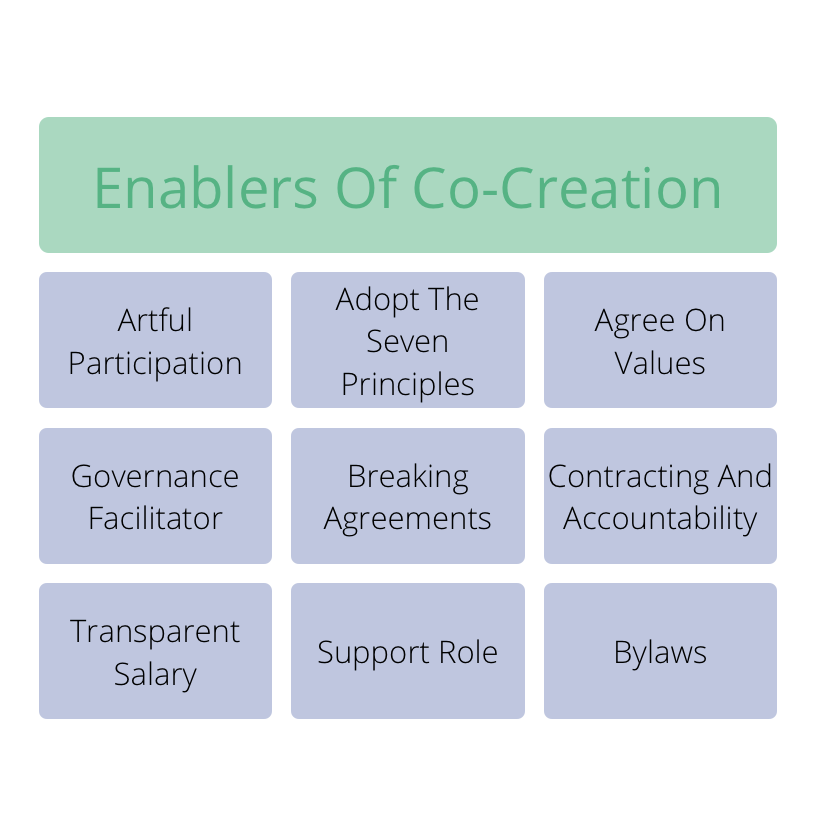 Enablers Of Co-Creation
Artful
Participation
Adopt The
Seven
Principles
Agree On
Values
Governance
Facilitator
Breaking
Agreements
Contracting And
Accountability
Transparent
Salary
Support Role
Bylaws